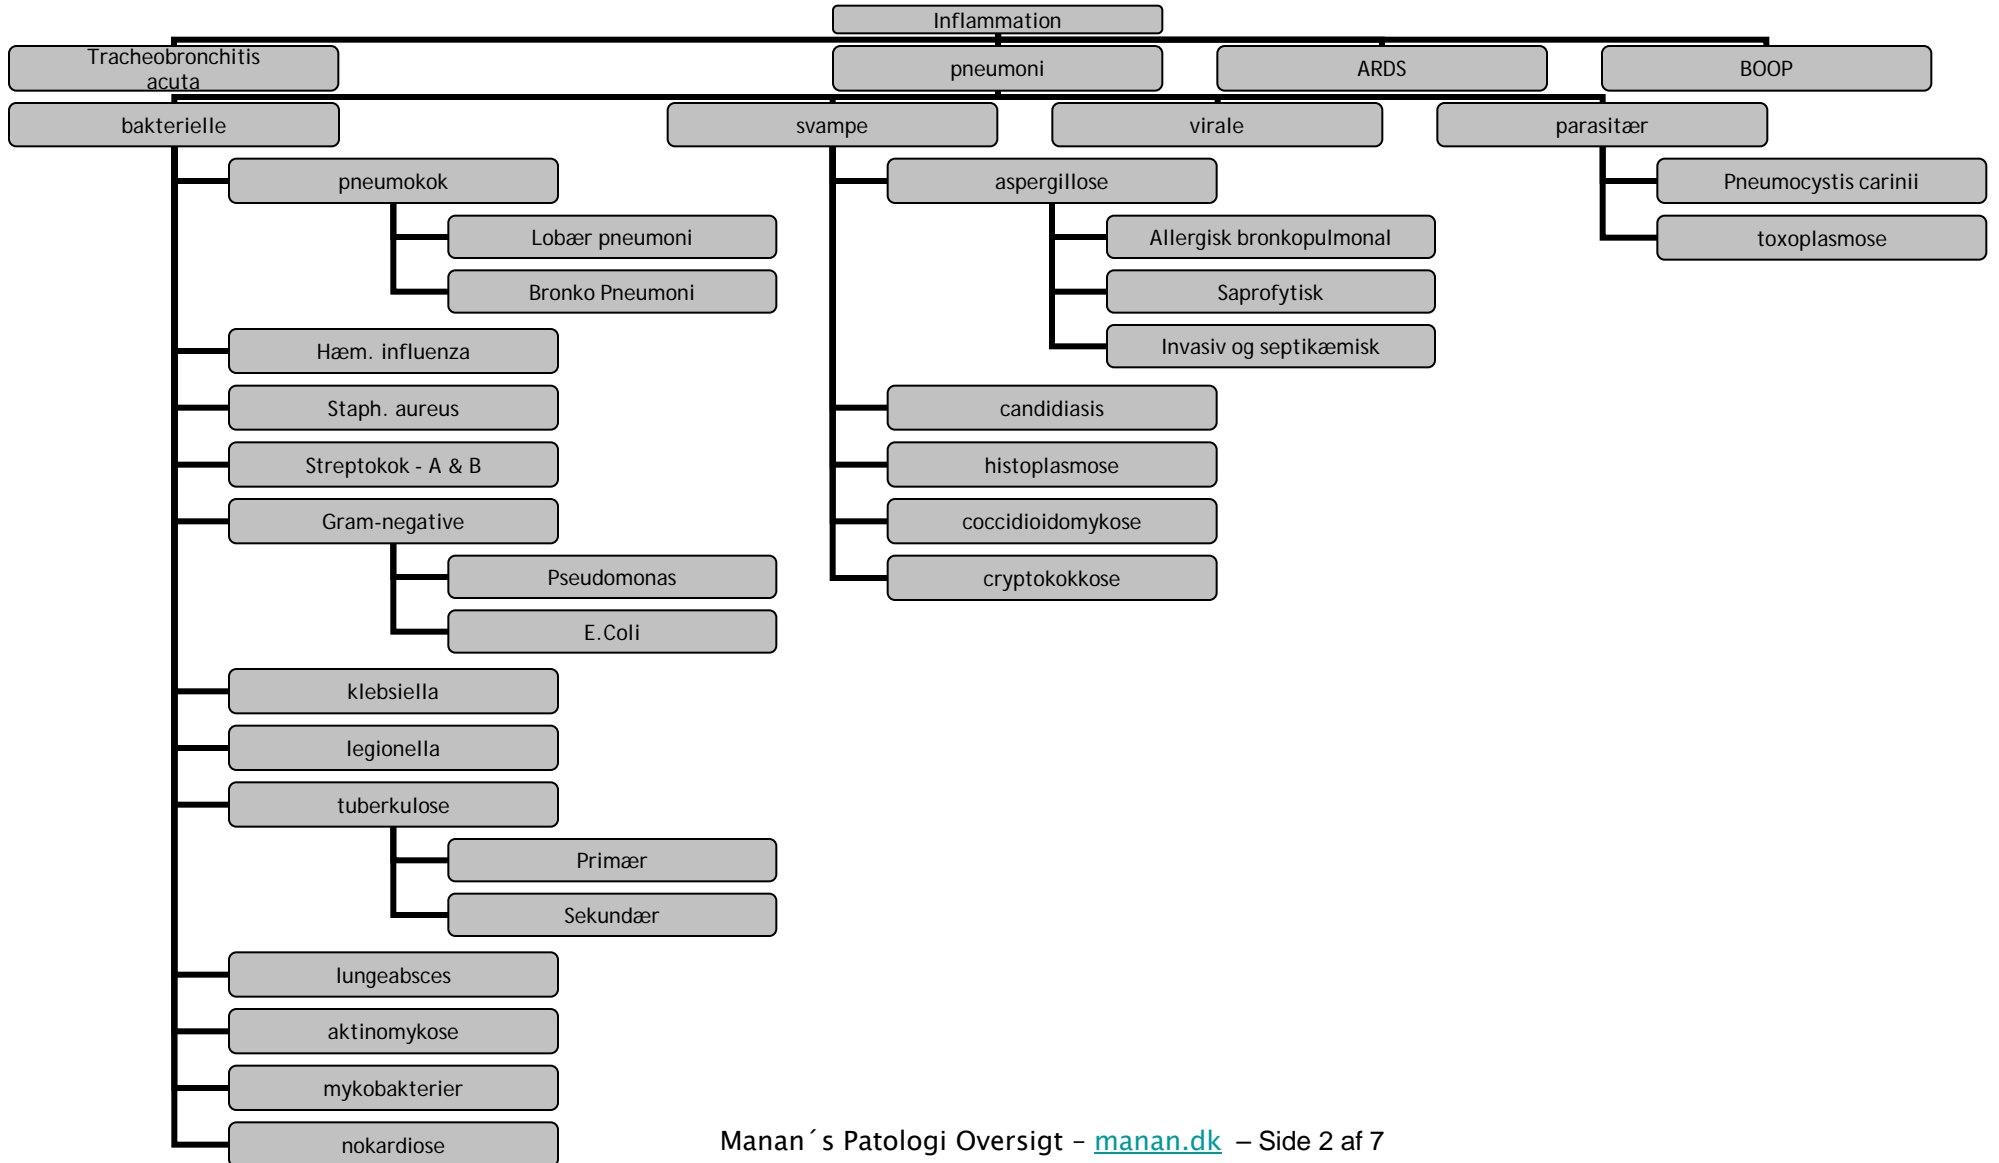 Inflammation
Tracheobronchitis
acuta
pneumoni
ARDS
BOOP
bakterielle
svampe
virale
parasitær
pneumokok
Lobær pneumoni
Bronko Pneumoni
Hæm. influenza
Staph. aureus
Streptokok - A & B
Gram-negative
Pseudomonas
E.Coli
klebsiella
legionella
tuberkulose
Primær
Sekundær
lungeabsces
aktinomykose
mykobakterier
nokardiose
aspergillose
Allergisk bronkopulmonal
Saprofytisk
Invasiv og septikæmisk
candidiasis
histoplasmose
coccidioidomykose
cryptokokkose
Pneumocystis carinii
toxoplasmose
Manan´s Patologi Oversigt – manan.dk – Side 2 af 7